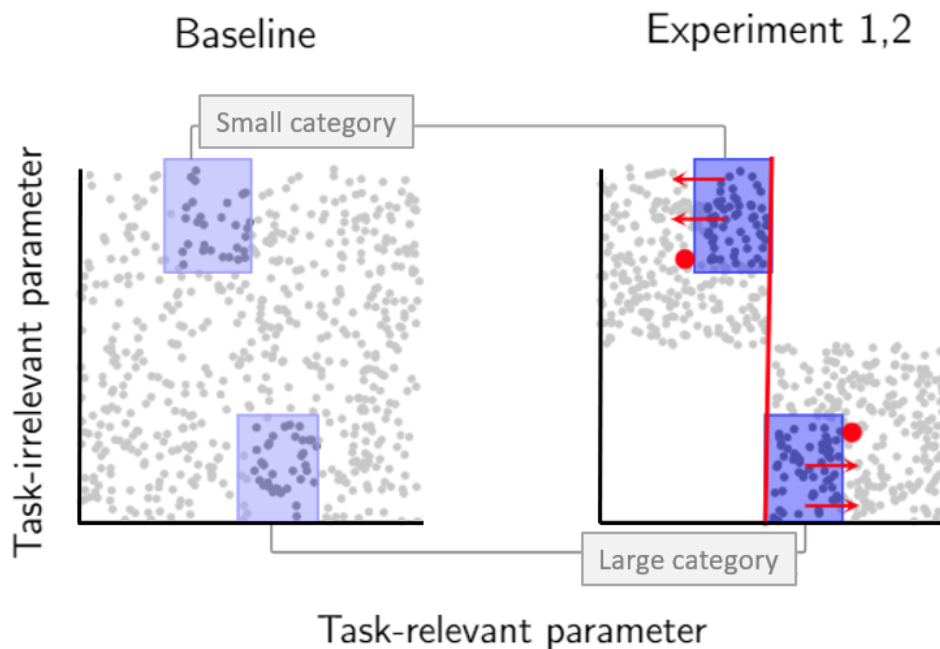 Baseline
Experiment 1,2
Small category
Task-irrelevant parameter
Large category
Task-relevant parameter